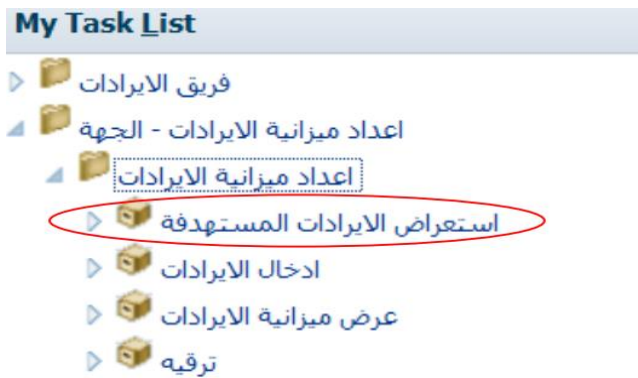 My Task List
فريق الايرادات
اعداد ميزانية الايرادات - الجهة
اعداد ميزانية الايرادات
استعراض الايرادات المستهدفة
ادخال الايرادات
عرض ميزانية الايرادات
ترقيه